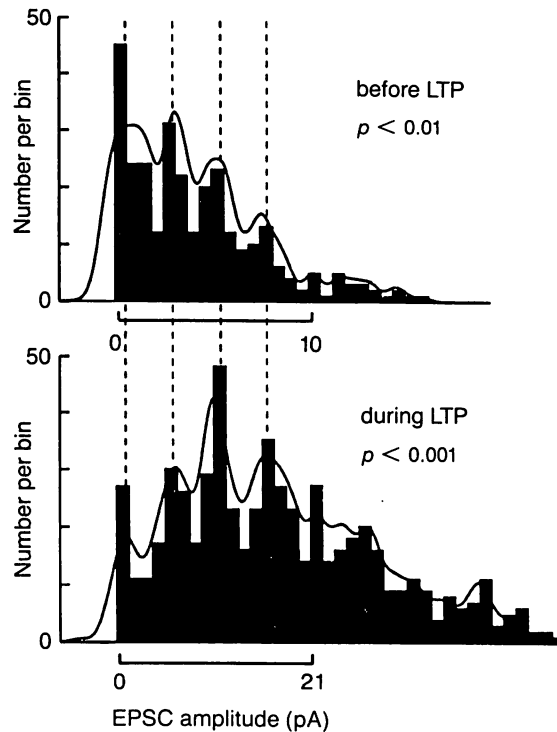 50
Number per bin
before LTP
p < 0.01
0
0 10
50
Number per bin
during LTP
p < 0.001
0
0 21
EPSC amplitude (pA)